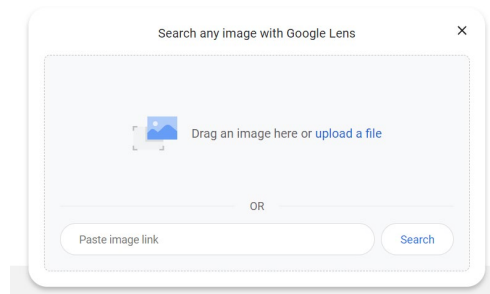 Search any image with Google Lens
Drag an image here or upload a file
OR
Paste image link
Search